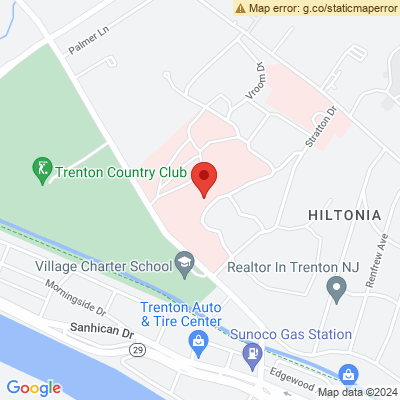 Map error: g.co/staticmaperror
Palmer Ln
Vroom Dr
Stratton Dr
Trenton Country Club
HILTONIA
Renfrew Ave
Village Charter School
Realtor In Trenton NJ
Morningside Dr
Trenton Auto
& Tire Center
Sanhican Dr
29
Sunoco Gas Station
Edgewood
Google
Map data ©2024